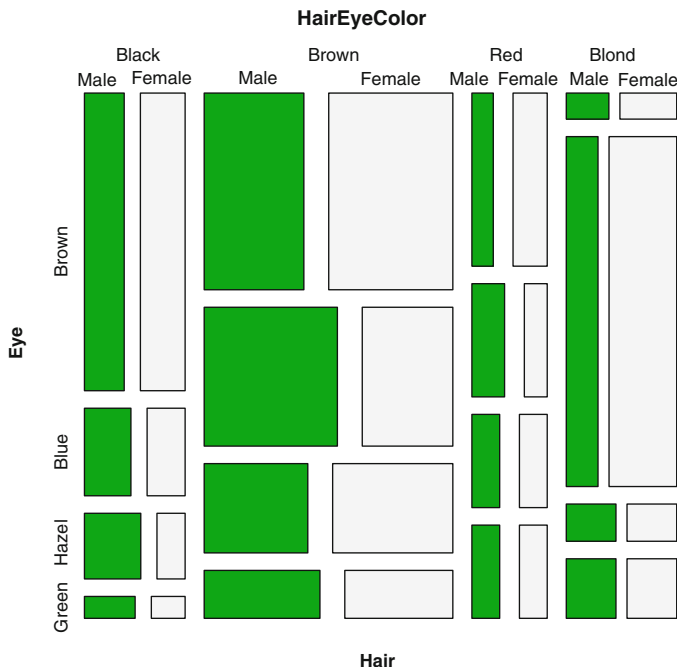 HairEyeColor
Black Brown Red Blond
Male Female Male Female Male Female Male Female
Eye
Brown
Blue
Hazel
Green
Hair